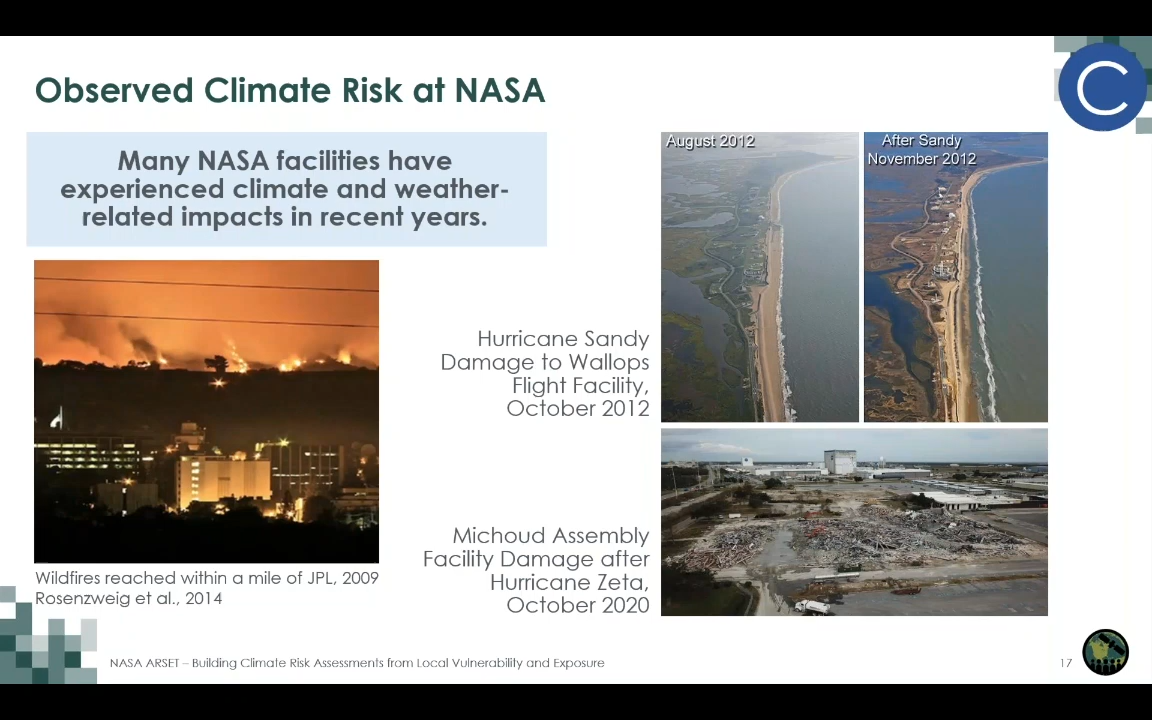 Observed Climate Risk at NASA
C
Many NASA facilities have
experienced climate and weather-
related impacts in recent years.
August 2012
After Sandy
November 2012
Hurricane Sandy
Damage to Wallops
Flight Facility,
October 2012
Michoud Assembly
Facility Damage after
Hurricane Zeta,
October 2020
Wildfires reached within a mile of JPL, 2009
Rosenzweig et al., 2014
NASA ARSET – Building Climate Risk Assessments from Local Vulnerability and Exposure
17